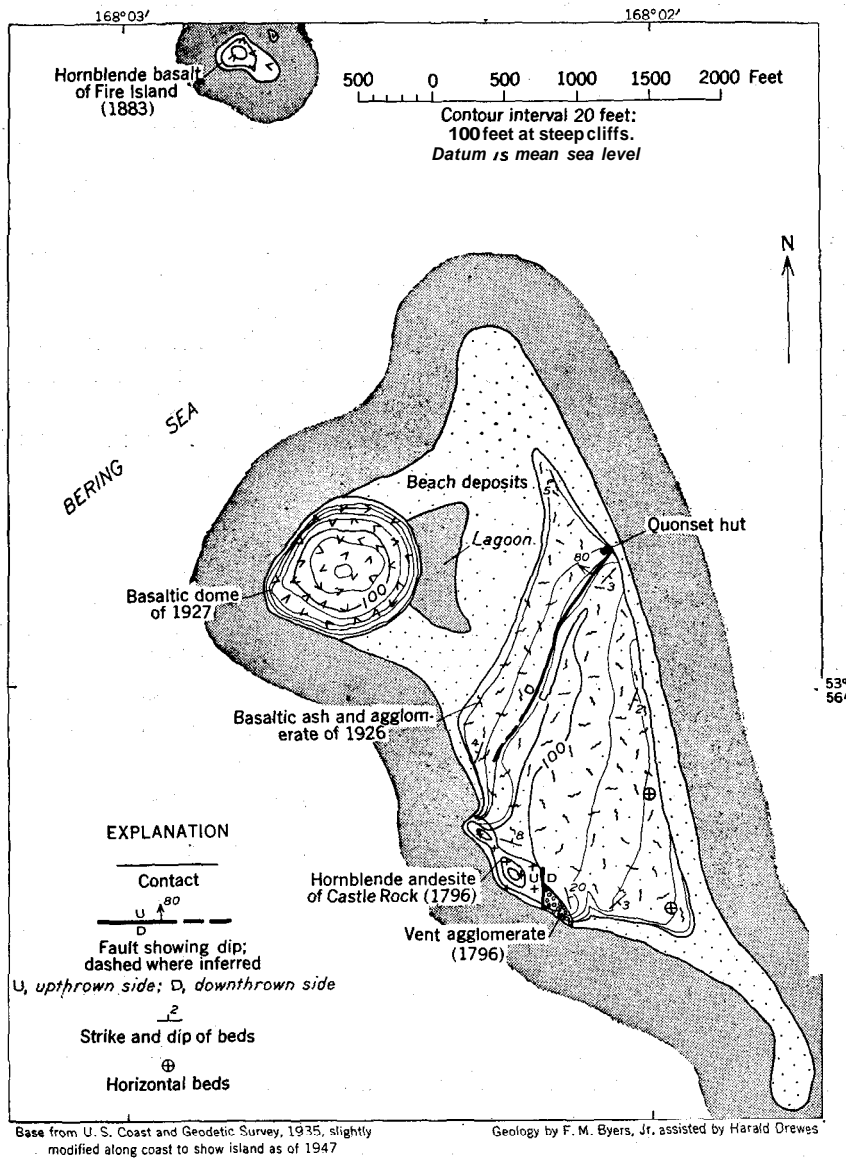 168°03′ 168°02′
Hornblende basalt
of Fire Island
(1883)
500 0 500 1000 1500 2000 Feet
Contour interval 20 feet:
100 feet at steep cliffs.
Datum is mean sea level
N
BERING SEA
Beach deposits
5
Lagoon
Quonset hut
80
3
100
Basaltic dome
of 1927
53°
56′
D
2
Basaltic ash and agglom-
erate of 1926
4
100
8
Hornblende andesite
of Castle Rock (1796)
U D
20
3
Vent agglomerate
(1796)
EXPLANATION
Contact
U 80
D
Fault showing dip;
dashed where inferred
U, upthrown side; D, downthrown side
2
Strike and dip of beds
Horizontal beds
Base from U. S. Coast and Geodetic Survey, 1935, slightly
modified along coast to show island as of 1947
Geology by F. M. Byers, Jr. assisted by Harald Drewes